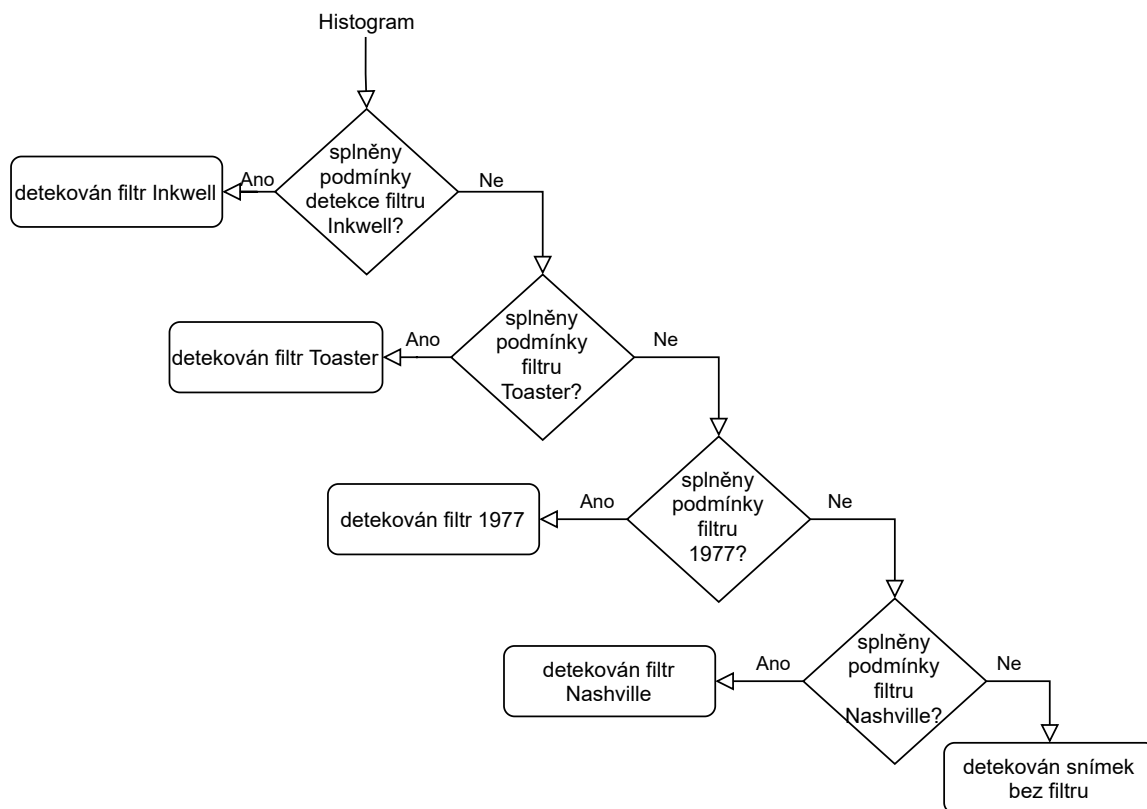 Histogram
splněny
podmínky
detekce filtru
Inkwell?
Ano
Ne
detekován filtr Inkwell
splněny
podmínky
filtru
Toaster?
Ano
Ne
detekován filtr Toaster
splněny
podmínky
filtru
1977?
Ano
Ne
detekován filtr 1977
splněny
podmínky
filtru
Nashville?
Ano
Ne
detekován filtr
Nashville
detekován snímek
bez filtru